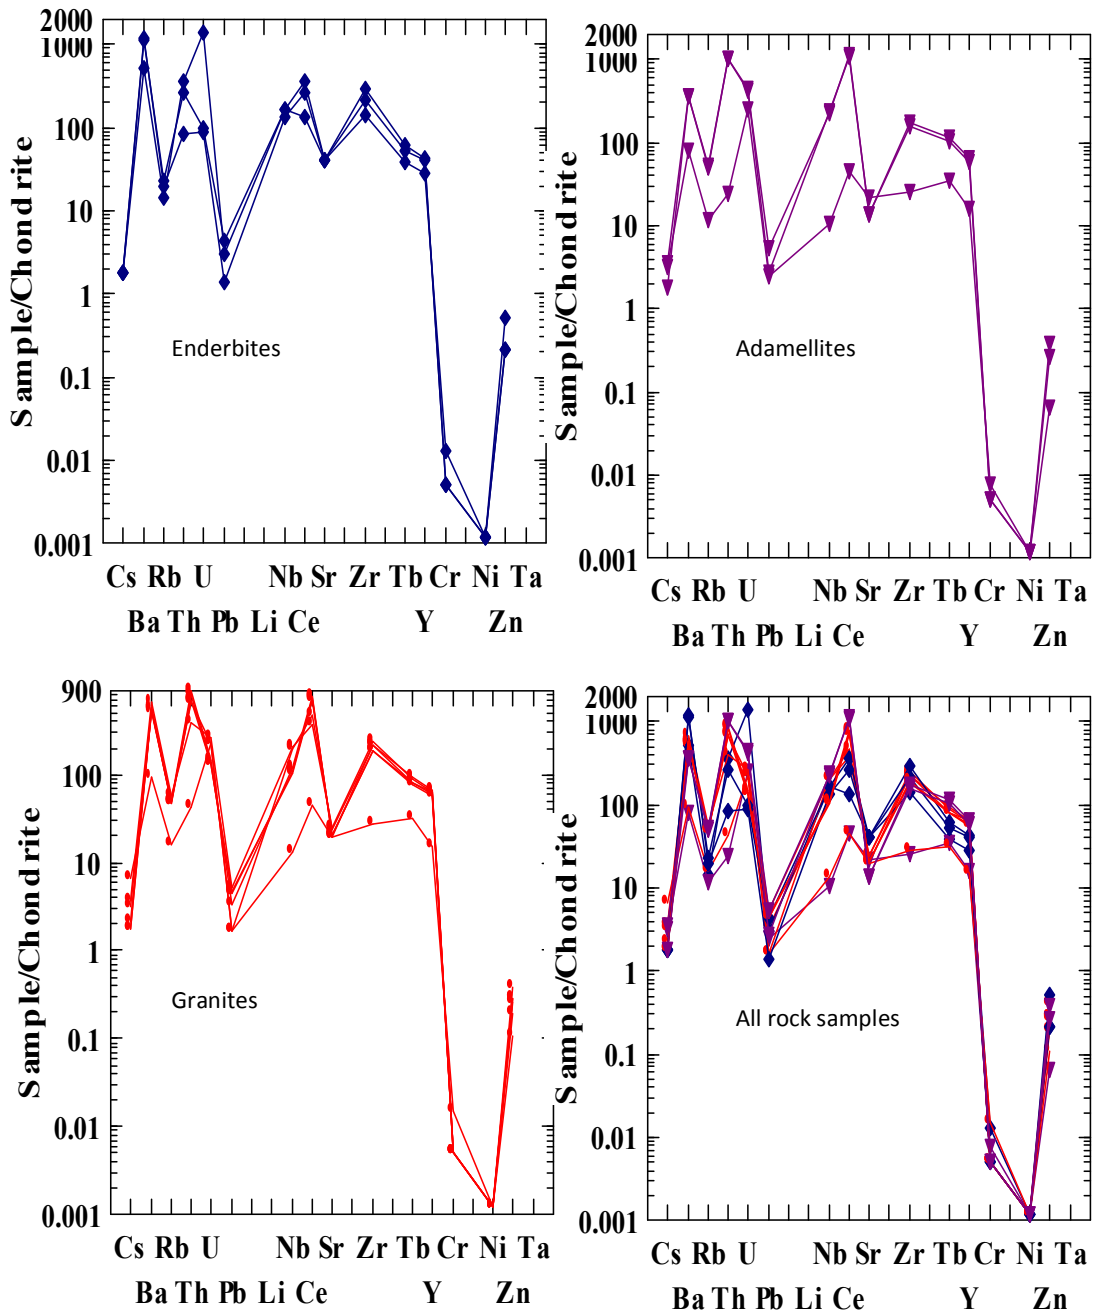 2000
1000
100
10
1
0.1
0.01
0.001
Sample/Chondrite
Enderbites
Cs Rb U Nb Sr Zr Tb Cr Ni Ta
Ba Th Pb Li Ce Y Zn
2000
1000
100
10
1
0.1
0.01
0.001
Sample/Chondrite
Adamellites
Cs Rb U Nb Sr Zr Tb Cr Ni Ta
Ba Th Pb Li Ce Y Zn
900
100
10
1
0.1
0.01
0.001
Sample/Chondrite
Granites
Cs Rb U Nb Sr Zr Tb Cr Ni Ta
Ba Th Pb Li Ce Y Zn
2000
1000
100
10
1
0.1
0.01
0.001
Sample/Chondrite
All rock samples
Cs Rb U Nb Sr Zr Tb Cr Ni Ta
Ba Th Pb Li Ce Y Zn